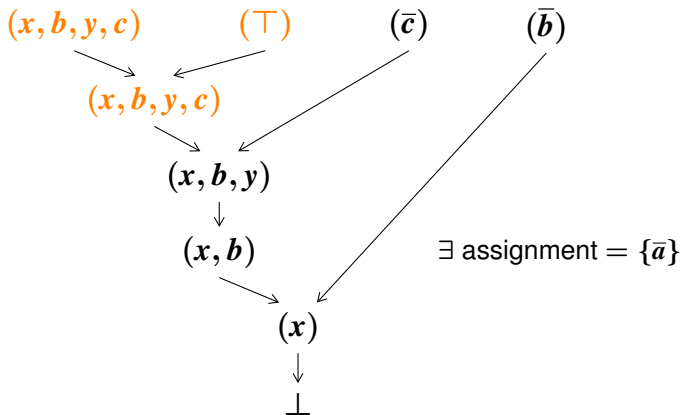 (x, b, y, c) (⊤) (c̅) (b̅)
(x, b, y, c)
(x, b, y)
(x, b) ∃ assignment = {a̅}
(x)
⊥